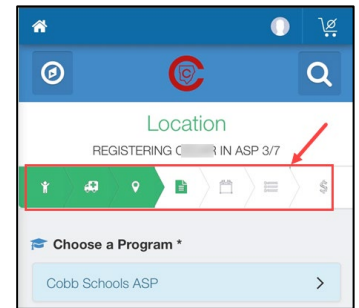 Location
REGISTERING IN ASP 3/7
$
Choose a Program *
Cobb Schools ASP